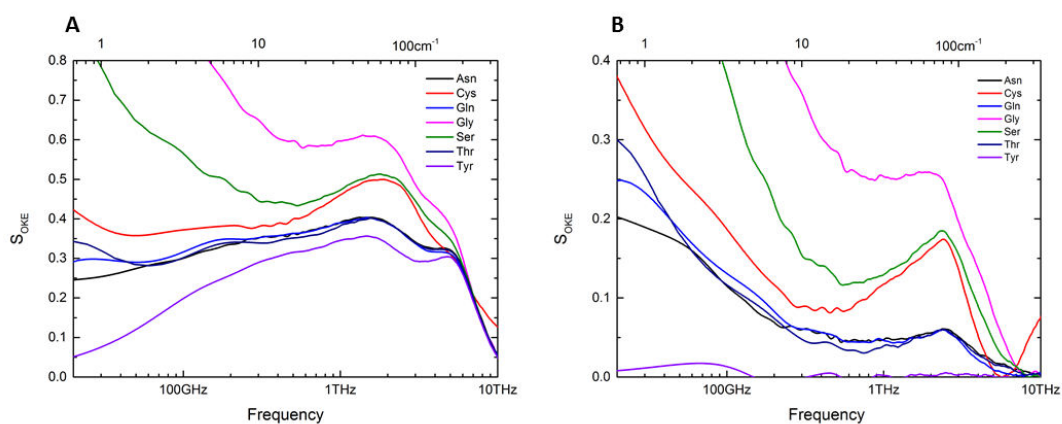 A
1
10
100cm⁻¹
0.8
0.7
0.6
0.5
0.4
0.3
0.2
0.1
0.0
S_OKE
Asn
Cys
Gln
Gly
Ser
Thr
Tyr
100GHz
1THz
10THz
Frequency
B
1
10
100cm⁻¹
0.4
0.3
0.2
0.1
0.0
S_OKE
Asn
Cys
Gln
Gly
Ser
Thr
Tyr
100GHz
1THz
10THz
Frequency